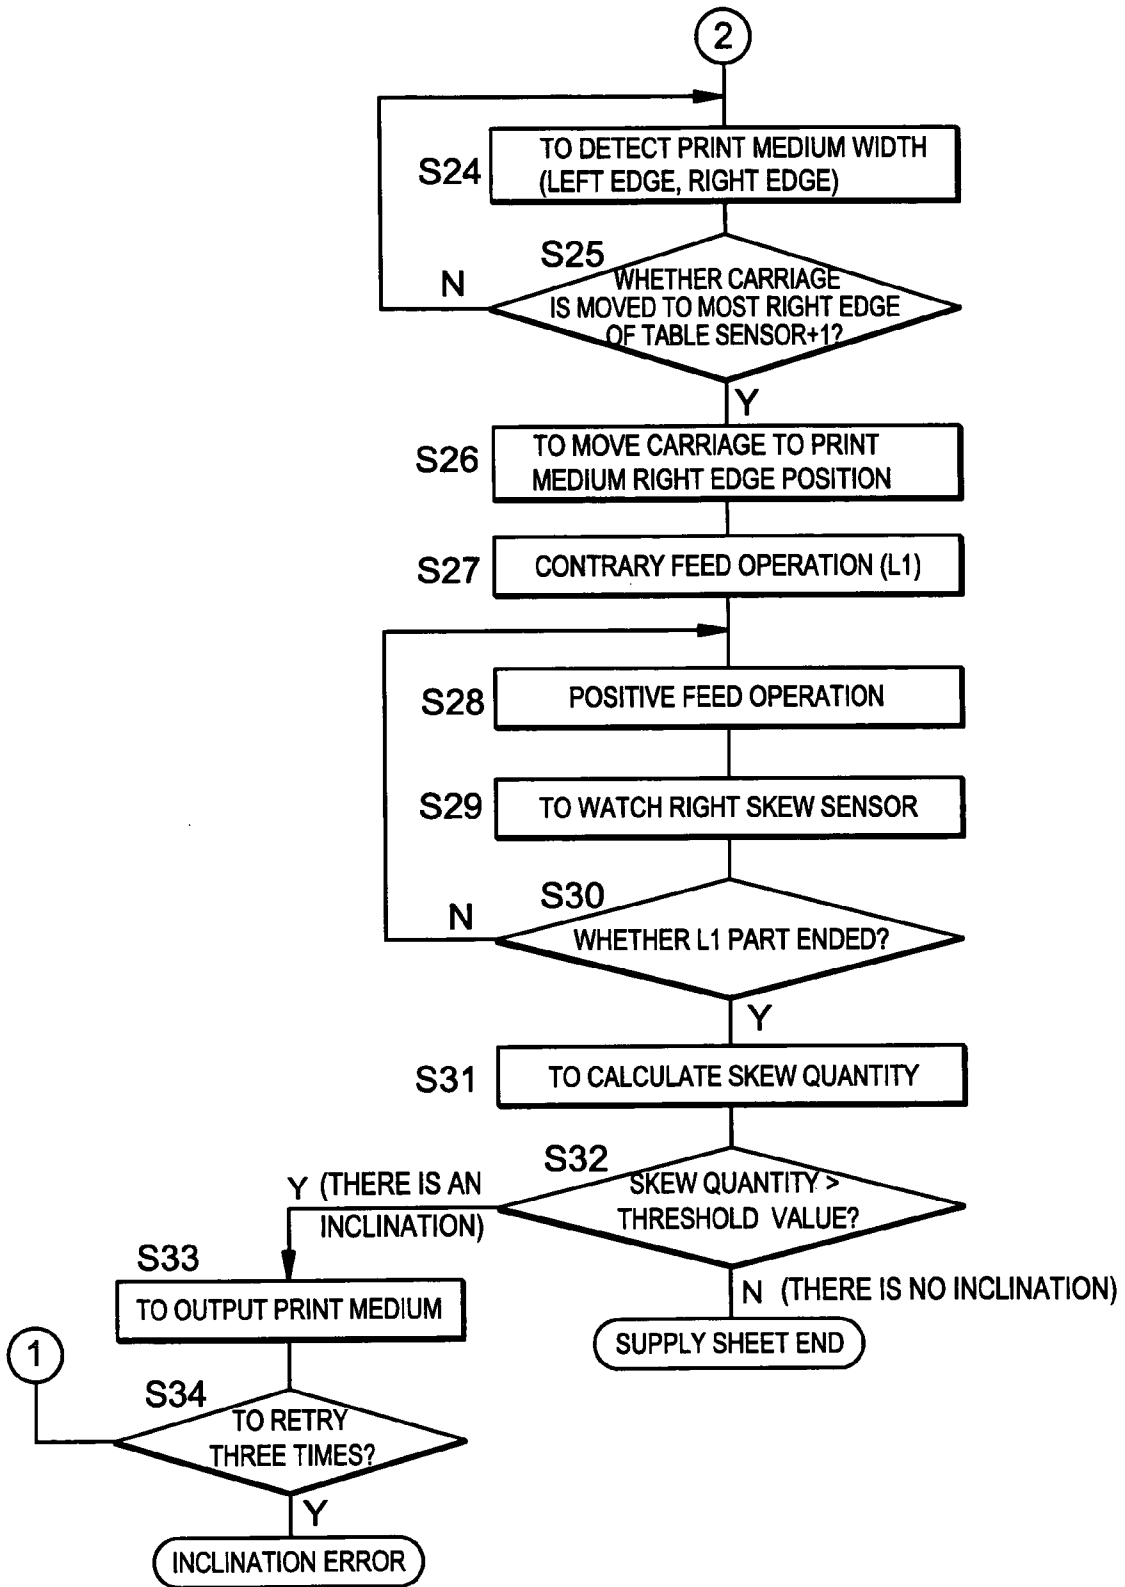 2
S24
TO DETECT PRINT MEDIUM WIDTH
(LEFT EDGE, RIGHT EDGE)
S25
N
WHETHER CARRIAGE
IS MOVED TO MOST RIGHT EDGE
OF TABLE SENSOR+1?
Y
S26
TO MOVE CARRIAGE TO PRINT
MEDIUM RIGHT EDGE POSITION
S27
CONTRARY FEED OPERATION (L1)
S28
POSITIVE FEED OPERATION
S29
TO WATCH RIGHT SKEW SENSOR
S30
N
WHETHER L1 PART ENDED?
Y
S31
TO CALCULATE SKEW QUANTITY
S32
SKEW QUANTITY >
THRESHOLD VALUE?
Y (THERE IS AN
INCLINATION)
N (THERE IS NO INCLINATION)
SUPPLY SHEET END
S33
TO OUTPUT PRINT MEDIUM
1
S34
TO RETRY
THREE TIMES?
Y
INCLINATION ERROR